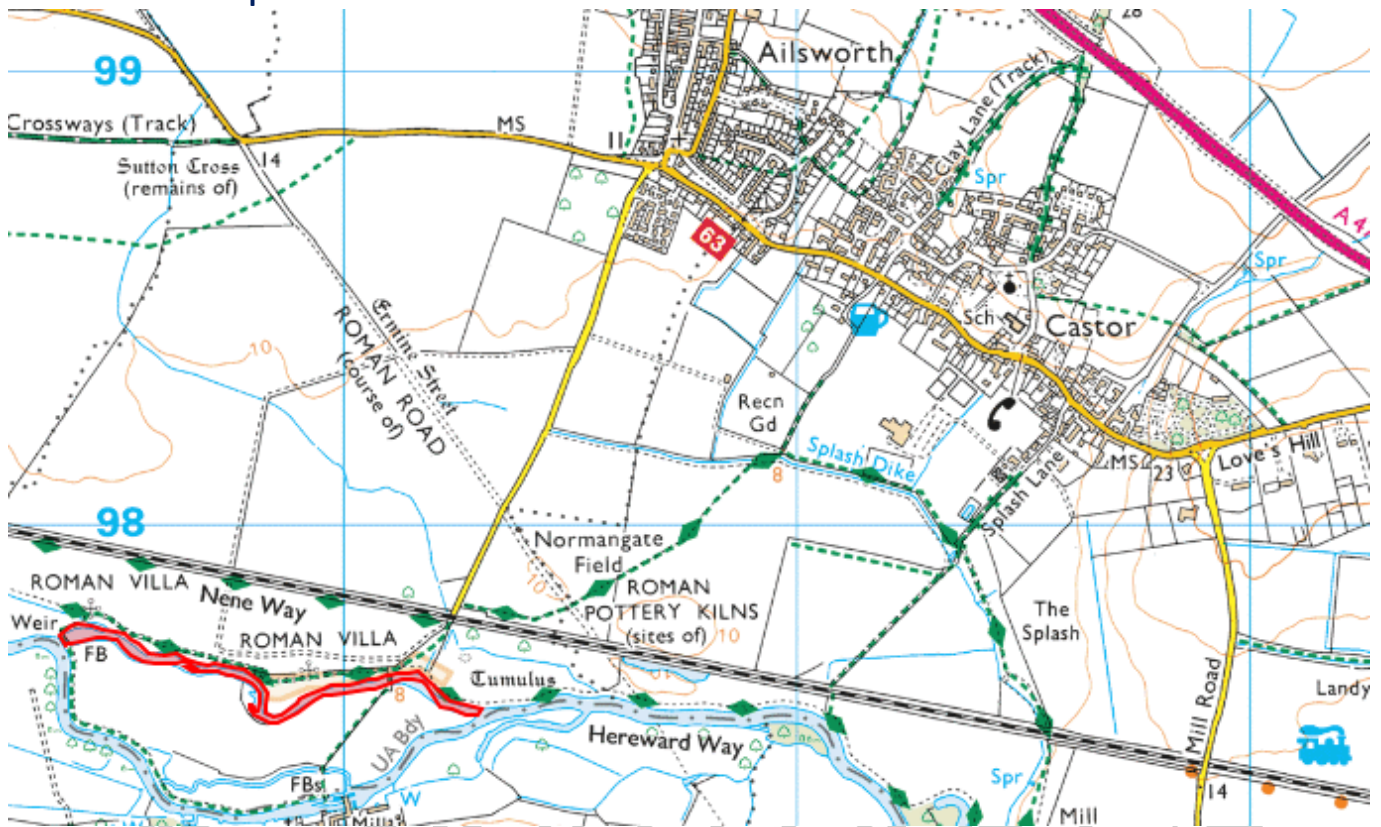 28
Ailsworth
99
Clay Lane (Track)
Crossways (Track)
MS
11
14
Sutton Cross
(remains of)
Spr
63
A 47
Spr
Ermine Street
ROMAN ROAD
(course of)
Sch
Castor
10
Recn
Gd
Splash Dike
8
MS
23
Love's Hill
Splash Lane
98
Normangate
Field
10
ROMAN VILLA
Nene Way
ROMAN
POTTERY KILNS
(sites of)
10
The
Splash
Weir
FB
ROMAN VILLA
8
Tumulus
Mill Road
Landy
UA Bdy
Hereward Way
FBs
W
Spr
14
Mill
Mills
W